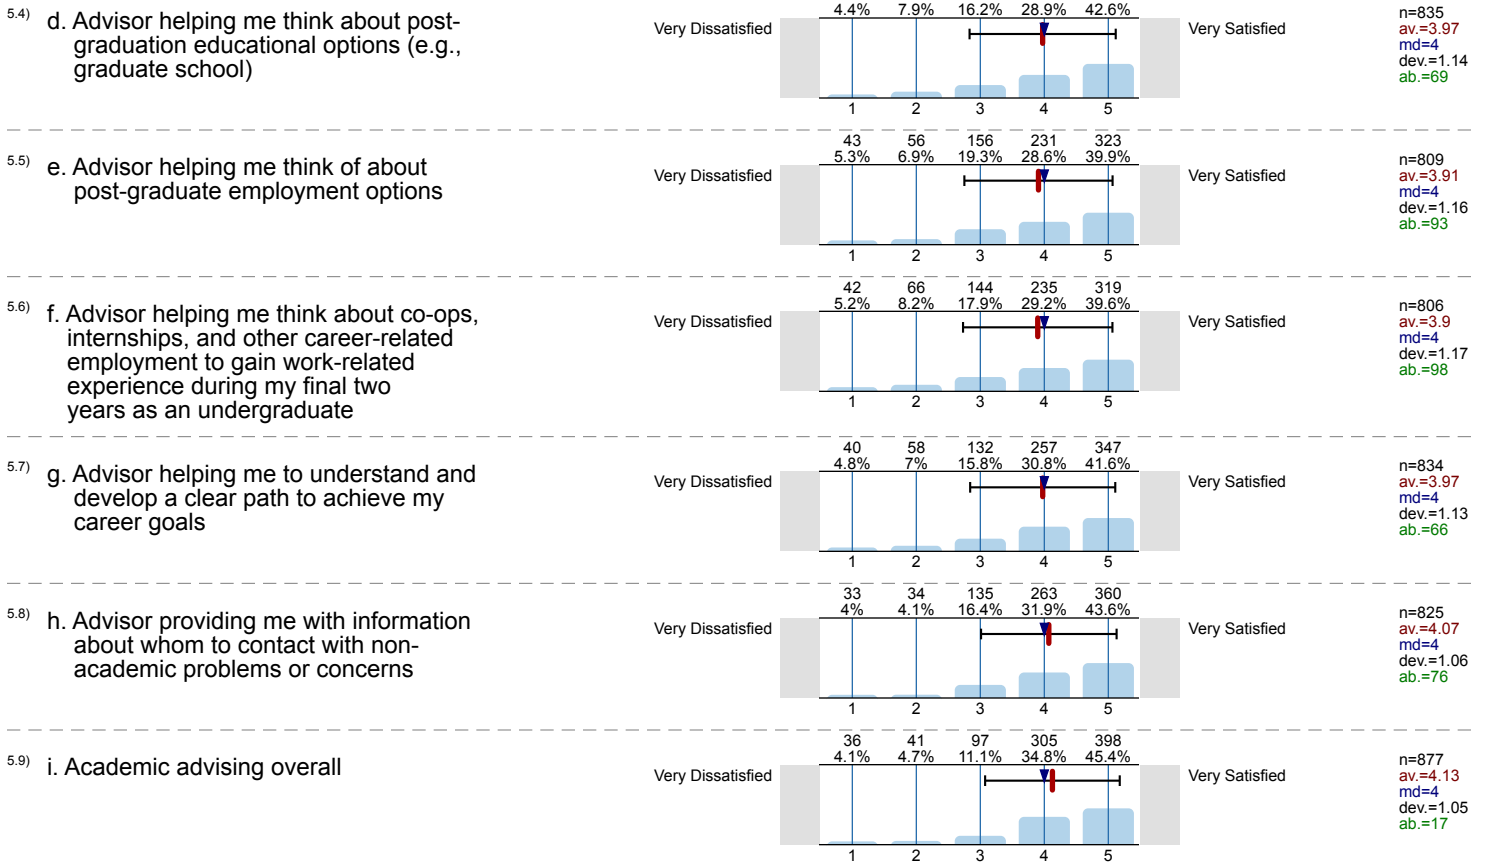 5.4) d. Advisor helping me think about post-
graduation educational options (e.g.,
graduate school)
4.4% 7.9% 16.2% 28.9% 42.6%
Very Dissatisfied Very Satisfied
1 2 3 4 5
n=835
av.=3.97
md=4
dev.=1.14
ab.=69
5.5) e. Advisor helping me think of about
post-graduate employment options
43 56 156 231 323
5.3% 6.9% 19.3% 28.6% 39.9%
Very Dissatisfied Very Satisfied
1 2 3 4 5
n=809
av.=3.91
md=4
dev.=1.16
ab.=93
5.6) f. Advisor helping me think about co-ops,
internships, and other career-related
employment to gain work-related
experience during my final two
years as an undergraduate
42 66 144 235 319
5.2% 8.2% 17.9% 29.2% 39.6%
Very Dissatisfied Very Satisfied
1 2 3 4 5
n=806
av.=3.9
md=4
dev.=1.17
ab.=98
5.7) g. Advisor helping me to understand and
develop a clear path to achieve my
career goals
40 58 132 257 347
4.8% 7% 15.8% 30.8% 41.6%
Very Dissatisfied Very Satisfied
1 2 3 4 5
n=834
av.=3.97
md=4
dev.=1.13
ab.=66
5.8) h. Advisor providing me with information
about whom to contact with non-
academic problems or concerns
33 34 135 263 360
4% 4.1% 16.4% 31.9% 43.6%
Very Dissatisfied Very Satisfied
1 2 3 4 5
n=825
av.=4.07
md=4
dev.=1.06
ab.=76
5.9) i. Academic advising overall
36 41 97 305 398
4.1% 4.7% 11.1% 34.8% 45.4%
Very Dissatisfied Very Satisfied
1 2 3 4 5
n=877
av.=4.13
md=4
dev.=1.05
ab.=17